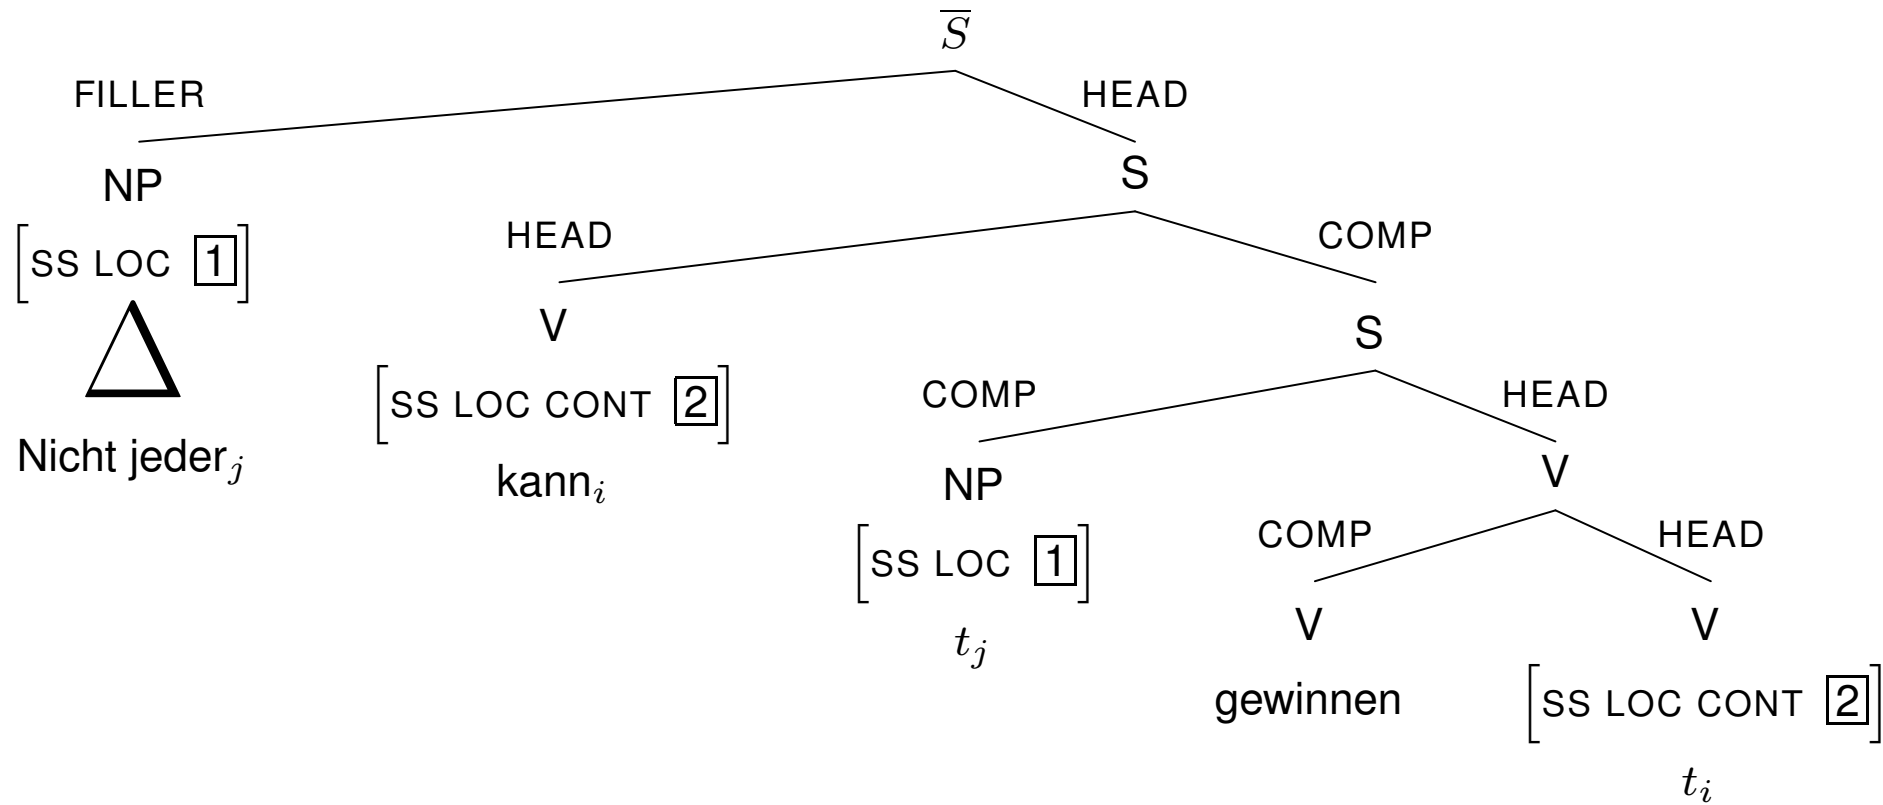 S̅
FILLER HEAD
NP S
[SS LOC 1] HEAD COMP
V S
[SS LOC CONT 2] COMP HEAD
Nicht jeder_j kann_i NP V
COMP HEAD
[SS LOC 1] V V
t_j gewinnen [SS LOC CONT 2]
t_i